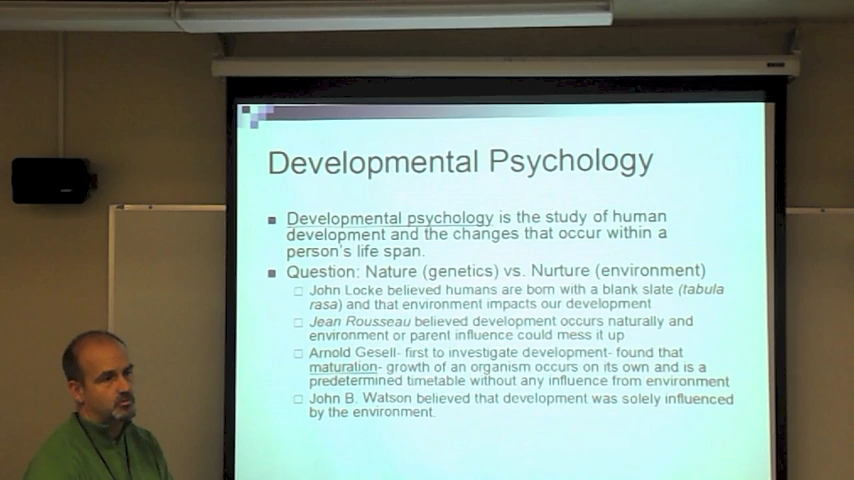 Developmental Psychology
Developmental psychology is the study of human
development and the changes that occur within a
person's life span.
Question: Nature (genetics) vs. Nurture (environment)
John Locke believed humans are born with a blank slate (tabula
rasa) and that environment impacts our development
Jean Rousseau believed development occurs naturally and
environment or parent influence could mess it up
Arnold Gesell- first to investigate development- found that
maturation- growth of an organism occurs on its own and is a
predetermined timetable without any influence from environment
John B. Watson believed that development was solely influenced
by the environment.